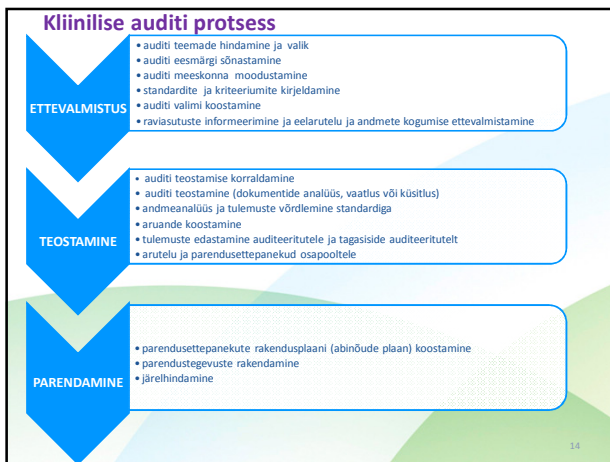 Kliinilise auditi protsess
ETTEVALMISTUS
• auditi teemade hindamine ja valik
• auditi eesmärgi sõnastamine
• auditi meeskonna moodustamine
• standardite ja kriteeriumite kirjeldamine
• auditi valimi koostamine
• raviasutuste informeerimine ja eelarutelu ja andmete kogumise ettevalmistamine
TEOSTAMINE
• auditi teostamise korraldamine
• auditi teostamine (dokumentide analüüs, vaatlus või küsitlus)
• andmeanalüüs ja tulemuste võrdlemine standardiga
• aruande koostamine
• tulemuste edastamine auditeeritutele ja tagasiside auditeeritutelt
• arutelu ja parendusettepanekud osapooltele
PARENDAMINE
• parendusettepanekute rakendusplaani (abinõude plaan) koostamine
• parendustegevuste rakendamine
• järelhindamine
14